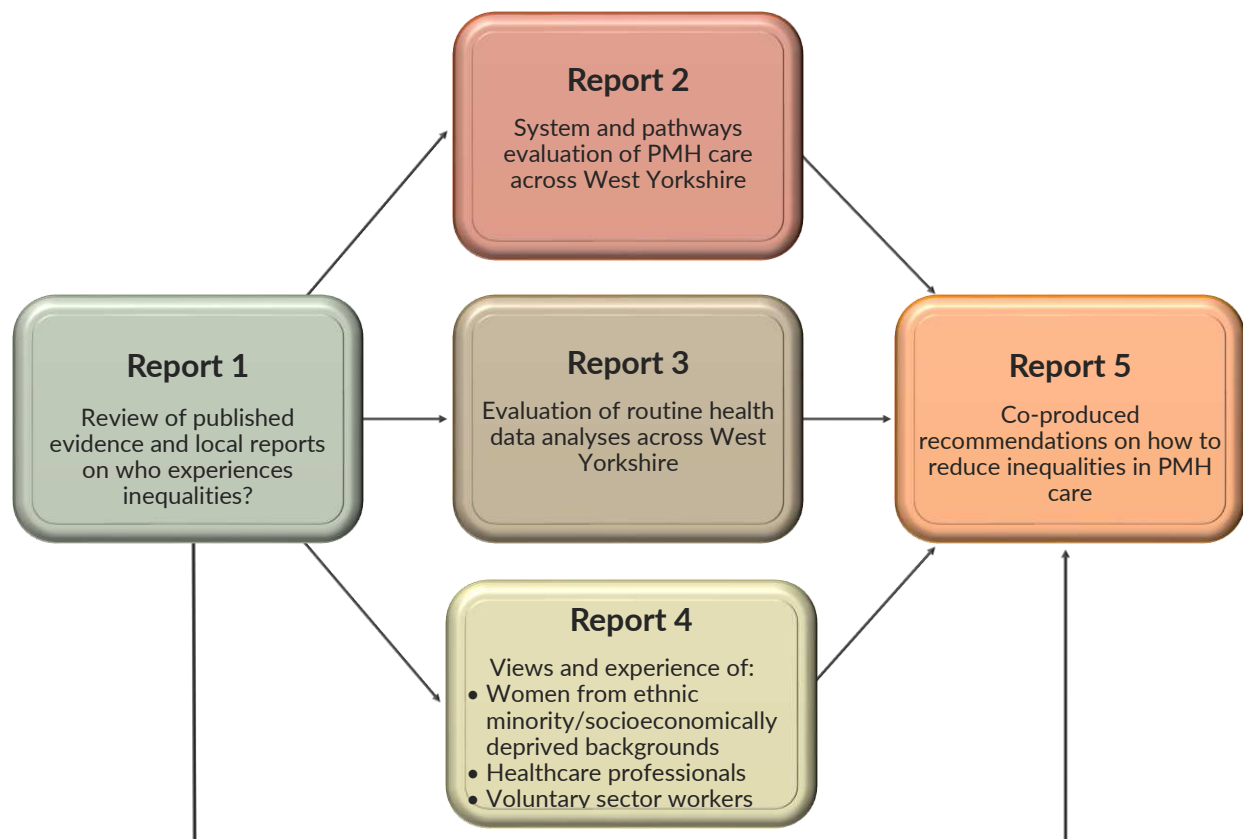 Report 2
System and pathways
evaluation of PMH care
across West Yorkshire
Report 1
Review of published
evidence and local reports
on who experiences
inequalities?
Report 3
Evaluation of routine health
data analyses across West
Yorkshire
Report 5
Co-produced
recommendations on how to
reduce inequalities in PMH
care
Report 4
Views and experience of:
• Women from ethnic
minority/socioeconomically
deprived backgrounds
• Healthcare professionals
• Voluntary sector workers